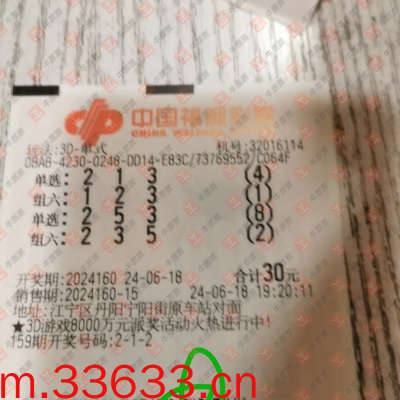 中国福利彩票
CHINA WELFARE
玩法:3D-单式 机号:32016114
08A8-4230-0248-DD14-E83C/73769552/C064F
单选: 2 1 3 (4)
组六: 1 2 3 (1)
单选: 2 5 3 (8)
组六: 2 3 5 (2)
开奖期:2024160 24-06-18 合计30元
销售期:2024160-15 24-06-18 19:20:11
地址:江宁区丹阳宁阳街原车站对面
★3D游戏8000万元派奖活动火热进行中!
159期开奖号码:2-1-2
m.33633.cn